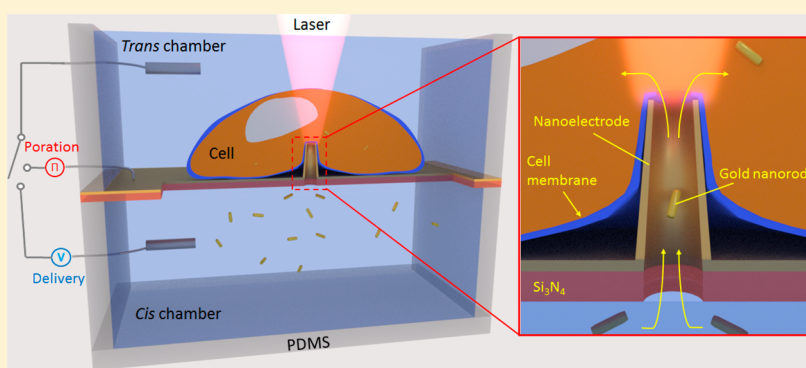 Laser
Trans chamber
Poration
Π
Cell
V
Delivery
Cis chamber
PDMS
Nanoelectrode
Cell
membrane
Gold nanorod
Si₃N₄